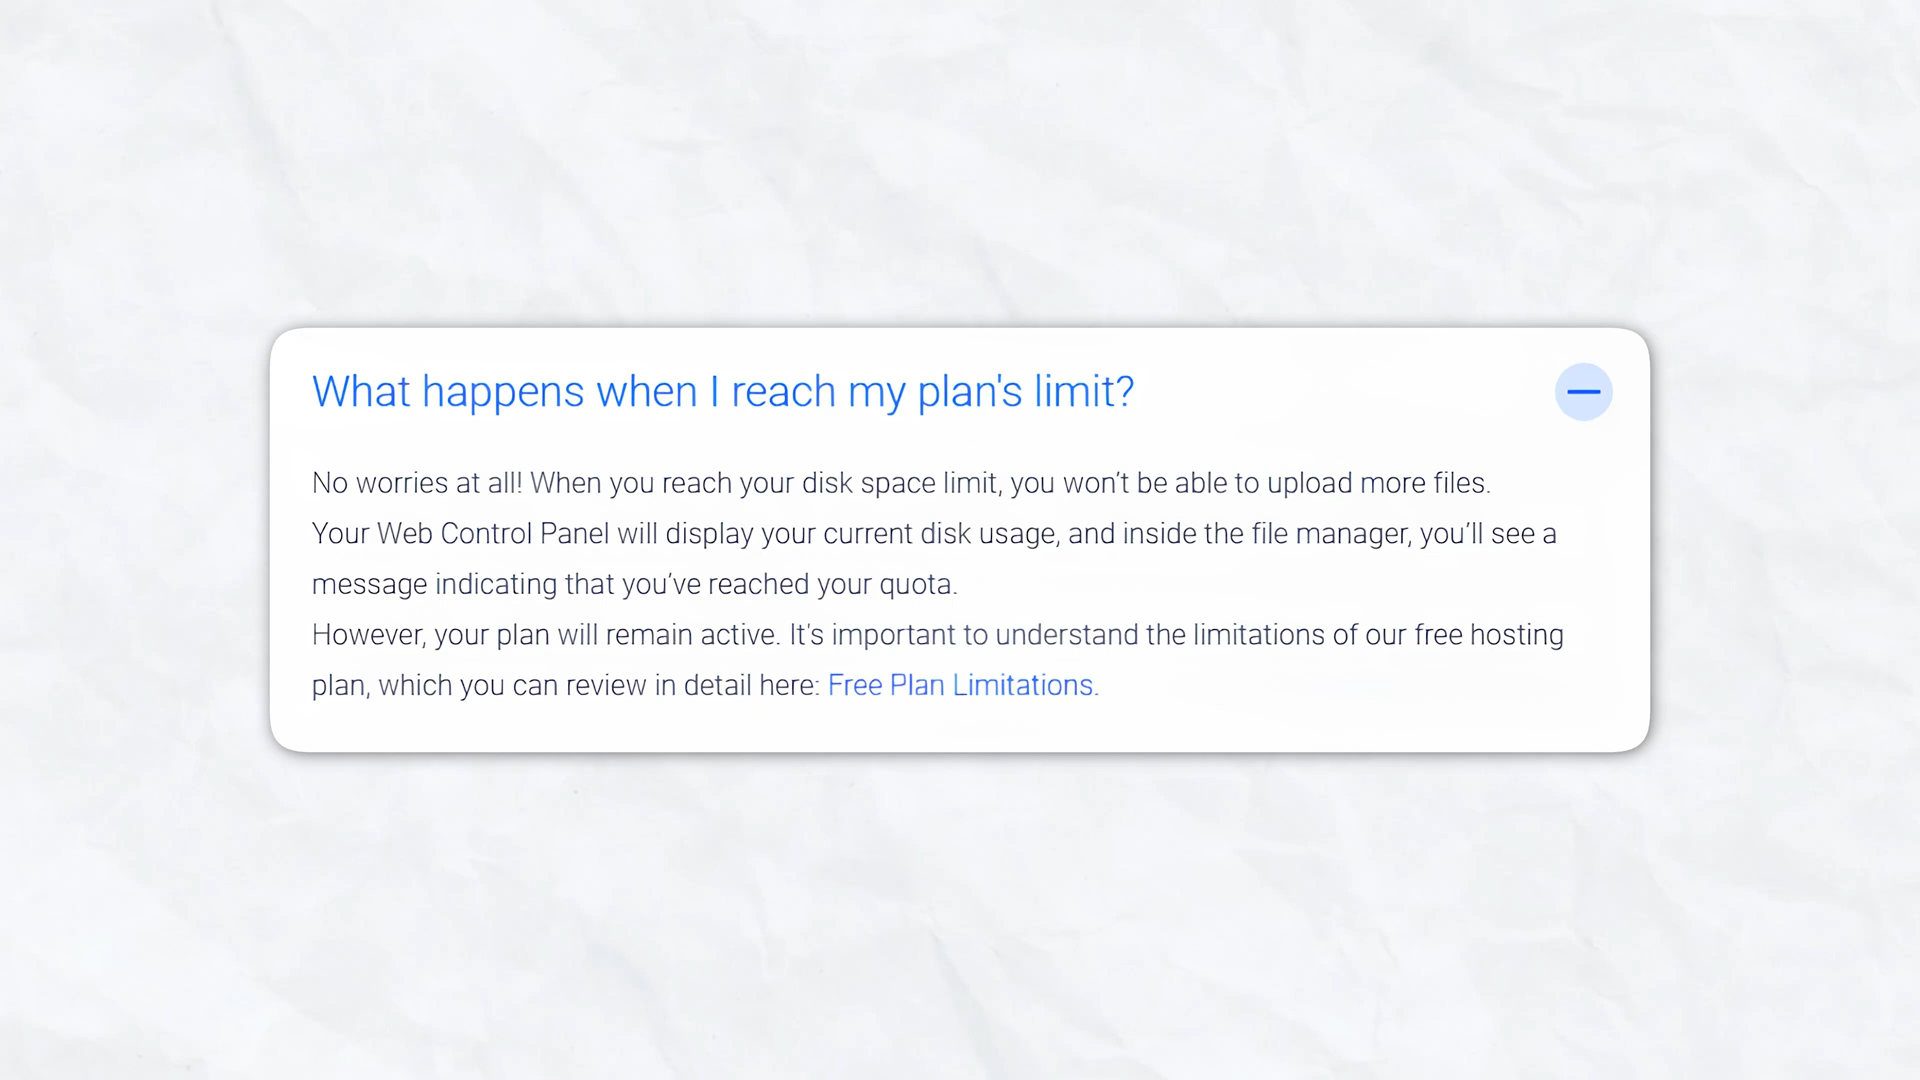 What happens when I reach my plan's limit?
No worries at all! When you reach your disk space limit, you won’t be able to upload more files.
Your Web Control Panel will display your current disk usage, and inside the file manager, you’ll see a
message indicating that you’ve reached your quota.
However, your plan will remain active. It's important to understand the limitations of our free hosting
plan, which you can review in detail here: Free Plan Limitations.